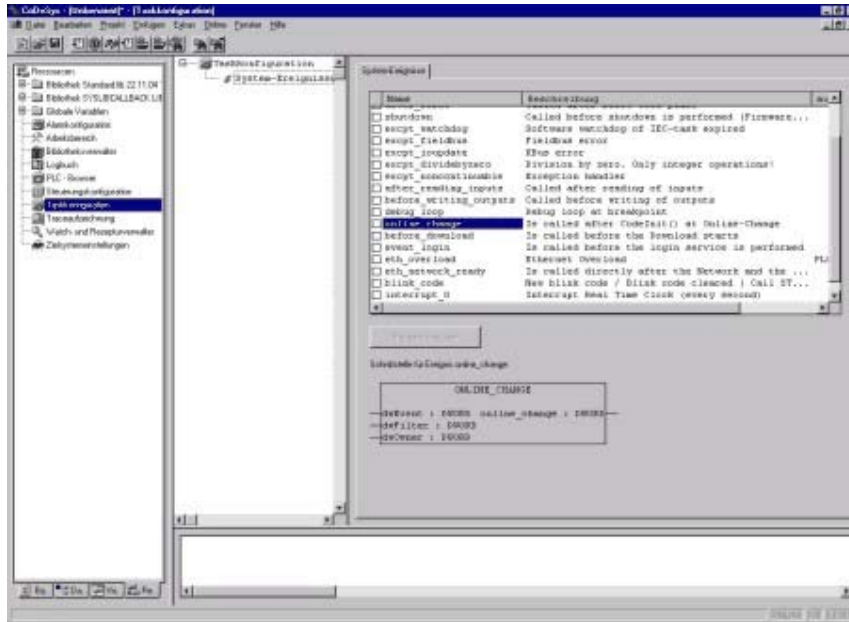 CoDeSys - [Unbenannt]* - [Taskkonfiguration]
Datei Bearbeiten Projekt Einfügen Extras Online Fenster Hilfe
Ressourcen
Bibliothek Standard.lib 22.11.04
Bibliothek SYSLIBCALLBACK.LIB
Globale Variablen
Alarmkonfiguration
Arbeitsbereich
Bibliotheksverwalter
Logbuch
PLC - Browser
Steuerungskonfiguration
Taskkonfiguration
Traceaufzeichnung
Watch- und Rezepturverwalter
Zielsystemeinstellungen
Taskkonfiguration
System-Ereignisse
System-Ereignisse
Name Beschreibung
shutdown Called before shutdown is performed (Firmware...
excpt_watchdog Software watchdog of IEC-task expired
excpt_fieldbus Fieldbus error
excpt_ioupdate KBus error
excpt_dividebyzero Division by zero. Only integer operations!
excpt_noncontinuable Exception handler
after_reading_inputs Called after reading of inputs
before_writing_outputs Called before writing of outputs
debug_loop Debug loop at breakpoint
online_change Is called after CodeInit() at Online-Change
before_download Is called before the Download starts
event_login Is called before the login service is performed
eth_overload Ethernet Overload
eth_network_ready Is called directly after the Network and the ...
blink_code New blink code / Blink code cleared ( Call ST...
interrupt_0 Interrupt Real Time Clock (every second)
Schnittstelle für Ereignis online_change:
ONLINE_CHANGE
dwEvent : DWORD online_change : DWORD
dwFilter : DWORD
dwOwner : DWORD